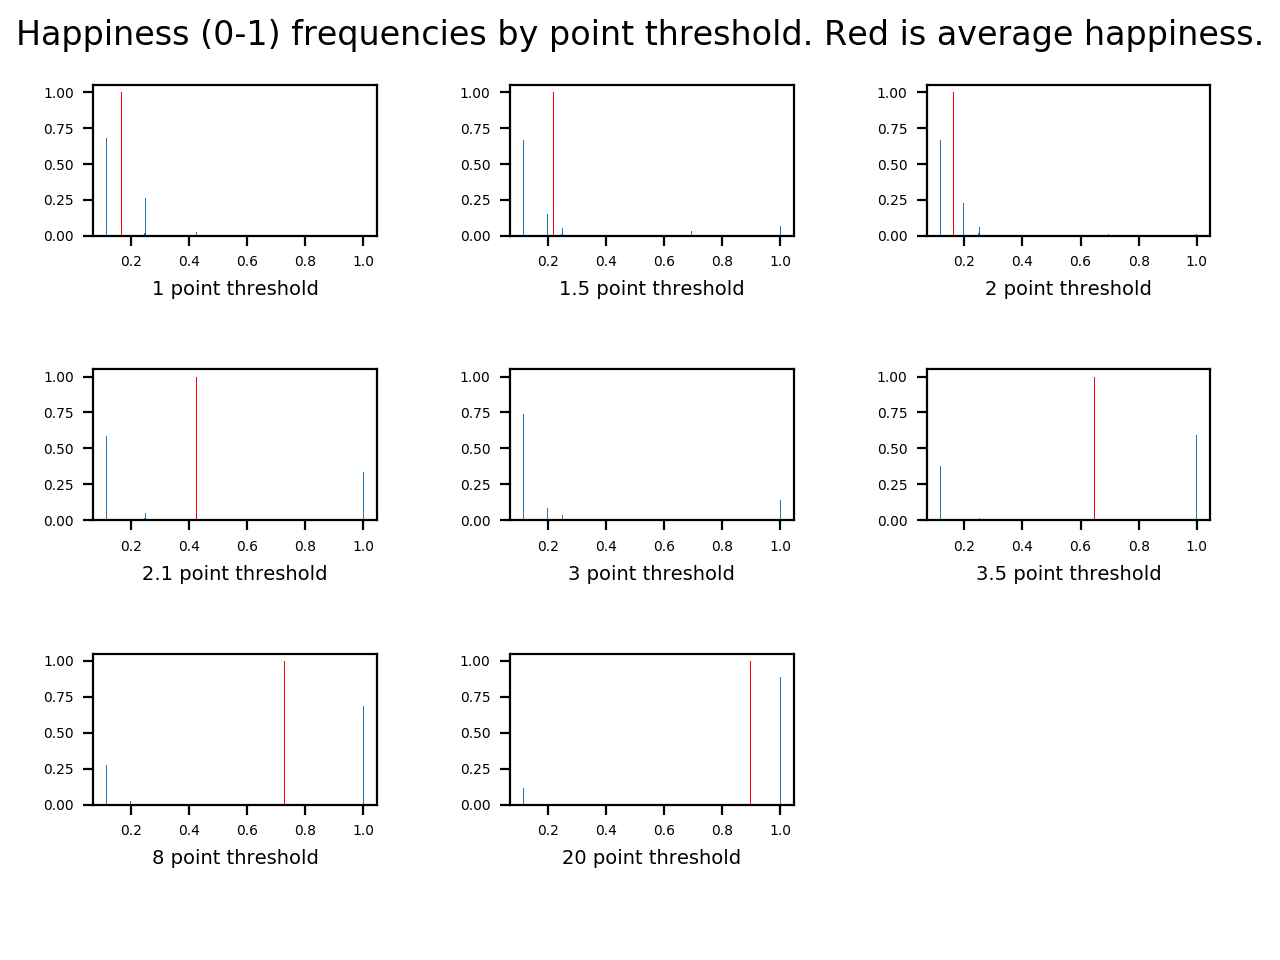 Happiness (0-1) frequencies by point threshold. Red is average happiness.
1.00 1.00 1.00
0.75 0.75 0.75
0.50 0.50 0.50
0.25 0.25 0.25
0.00 0.00 0.00
0.2 0.4 0.6 0.8 1.0 0.2 0.4 0.6 0.8 1.0 0.2 0.4 0.6 0.8 1.0
1 point threshold 1.5 point threshold 2 point threshold
1.00 1.00 1.00
0.75 0.75 0.75
0.50 0.50 0.50
0.25 0.25 0.25
0.00 0.00 0.00
0.2 0.4 0.6 0.8 1.0 0.2 0.4 0.6 0.8 1.0 0.2 0.4 0.6 0.8 1.0
2.1 point threshold 3 point threshold 3.5 point threshold
1.00 1.00
0.75 0.75
0.50 0.50
0.25 0.25
0.00 0.00
0.2 0.4 0.6 0.8 1.0 0.2 0.4 0.6 0.8 1.0
8 point threshold 20 point threshold